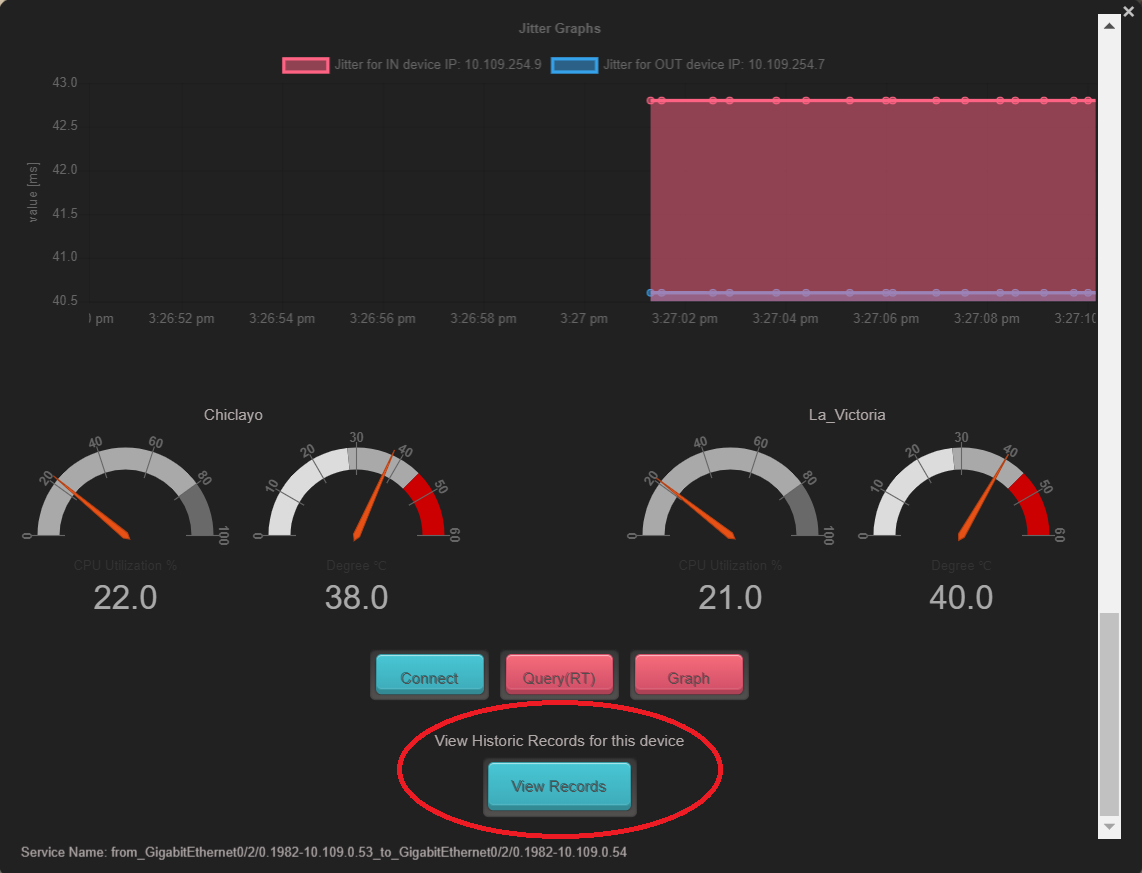 Jitter Graphs
Jitter for IN device IP: 10.109.254.9 Jitter for OUT device IP: 10.109.254.7
value [ms]
43.0
42.5
42.0
41.5
41.0
40.5
pm 3:26:52 pm 3:26:54 pm 3:26:56 pm 3:26:58 pm 3:27 pm 3:27:02 pm 3:27:04 pm 3:27:06 pm 3:27:08 pm 3:27:10
Chiclayo La_Victoria
0 20 40 60 80 100
0 10 20 30 40 50 60
0 20 40 60 80 100
0 10 20 30 40 50 60
CPU Utilization % Degree °C CPU Utilization % Degree °C
22.0 38.0 21.0 40.0
Connect Query(RT) Graph
View Historic Records for this device
View Records
Service Name: from_GigabitEthernet0/2/0.1982-10.109.0.53_to_GigabitEthernet0/2/0.1982-10.109.0.54